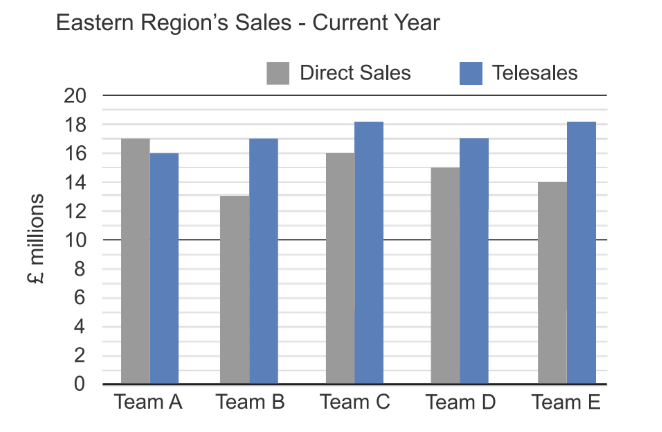 Eastern Region’s Sales - Current Year
Direct Sales
Telesales
£ millions
20
18
16
14
12
10
8
6
4
2
0
Team A
Team B
Team C
Team D
Team E